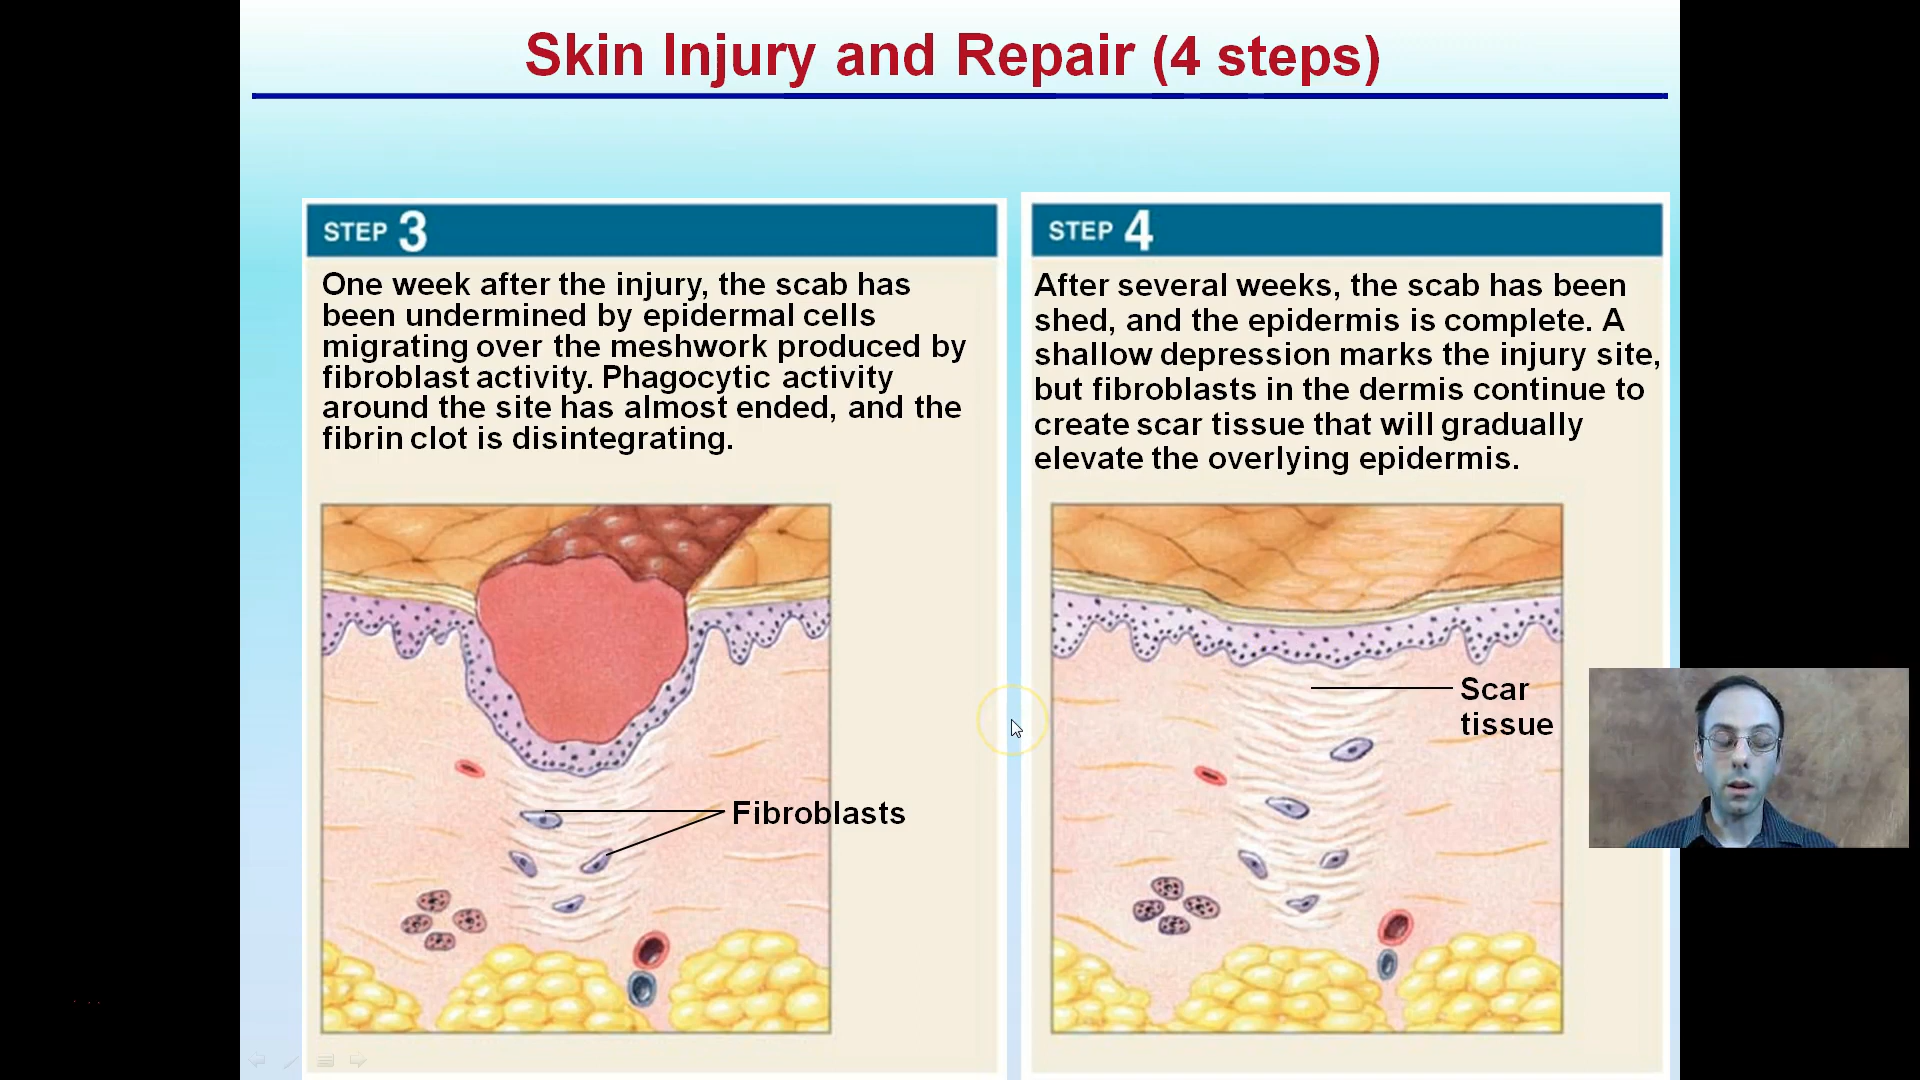 Skin Injury and Repair (4 steps)
STEP 3
One week after the injury, the scab has
been undermined by epidermal cells
migrating over the meshwork produced by
fibroblast activity. Phagocytic activity
around the site has almost ended, and the
fibrin clot is disintegrating.
Fibroblasts
STEP 4
After several weeks, the scab has been
shed, and the epidermis is complete. A
shallow depression marks the injury site,
but fibroblasts in the dermis continue to
create scar tissue that will gradually
elevate the overlying epidermis.
Scar
tissue